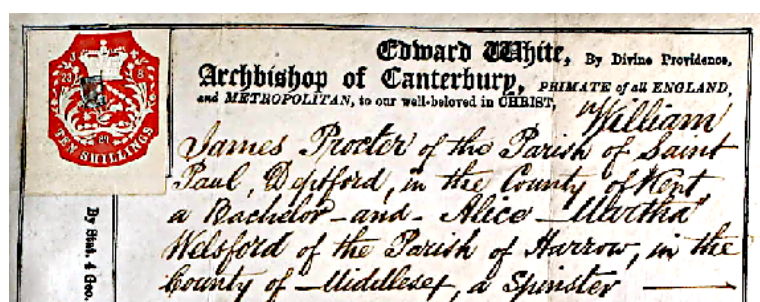 Edward White, By Divine Providence,
Archbishop of Canterbury, PRIMATE of all ENGLAND,
and METROPOLITAN, to our well-beloved in CHRIST, William
James Procter of the Parish of Saint
Paul, Deptford, in the County of Kent,
a Bachelor and Alice Martha
Welsford of the Parish of Harrow, in the
County of Middlesex, a Spinster
TEN SHILLINGS
By Stat. 4 Geo.